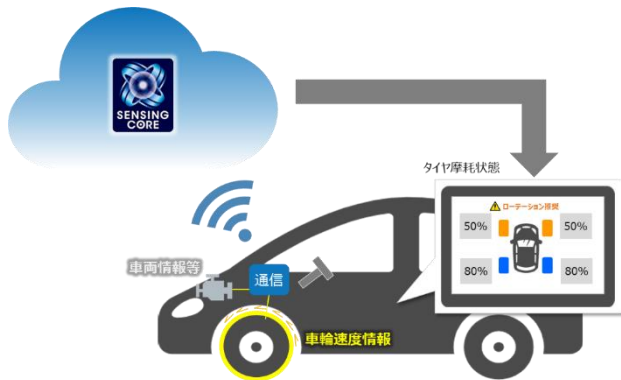 SENSING
CORE
タイヤ摩耗状態
ローテーション推奨
50%
50%
80%
80%
車両情報等
通信
車輪速度情報